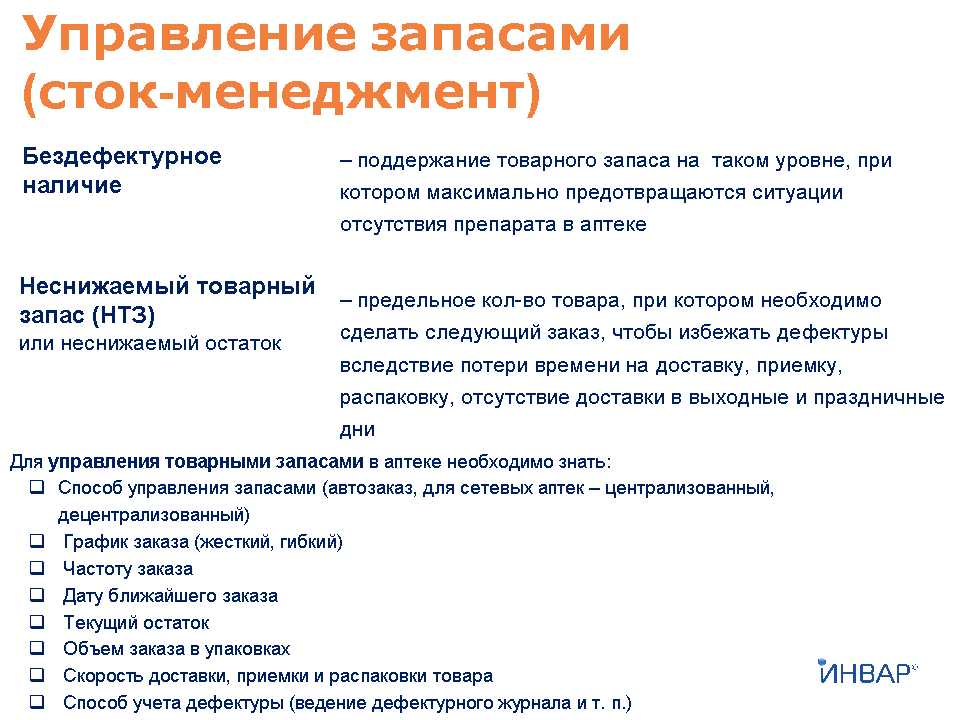 Управление запасами
(сток-менеджмент)
Бездефектурное
наличие
– поддержание товарного запаса на таком уровне, при
котором максимально предотвращаются ситуации
отсутствия препарата в аптеке
Неснижаемый товарный
запас (НТЗ)
или неснижаемый остаток
– предельное кол-во товара, при котором необходимо
сделать следующий заказ, чтобы избежать дефектуры
вследствие потери времени на доставку, приемку,
распаковку, отсутствие доставки в выходные и праздничные
дни
Для управления товарными запасами в аптеке необходимо знать:
Способ управления запасами (автозаказ, для сетевых аптек – централизованный,
децентрализованный)
График заказа (жесткий, гибкий)
Частоту заказа
Дату ближайшего заказа
Текущий остаток
Объем заказа в упаковках
Скорость доставки, приемки и распаковки товара
Способ учета дефектуры (ведение дефектурного журнала и т. п.)
ИНВАР®